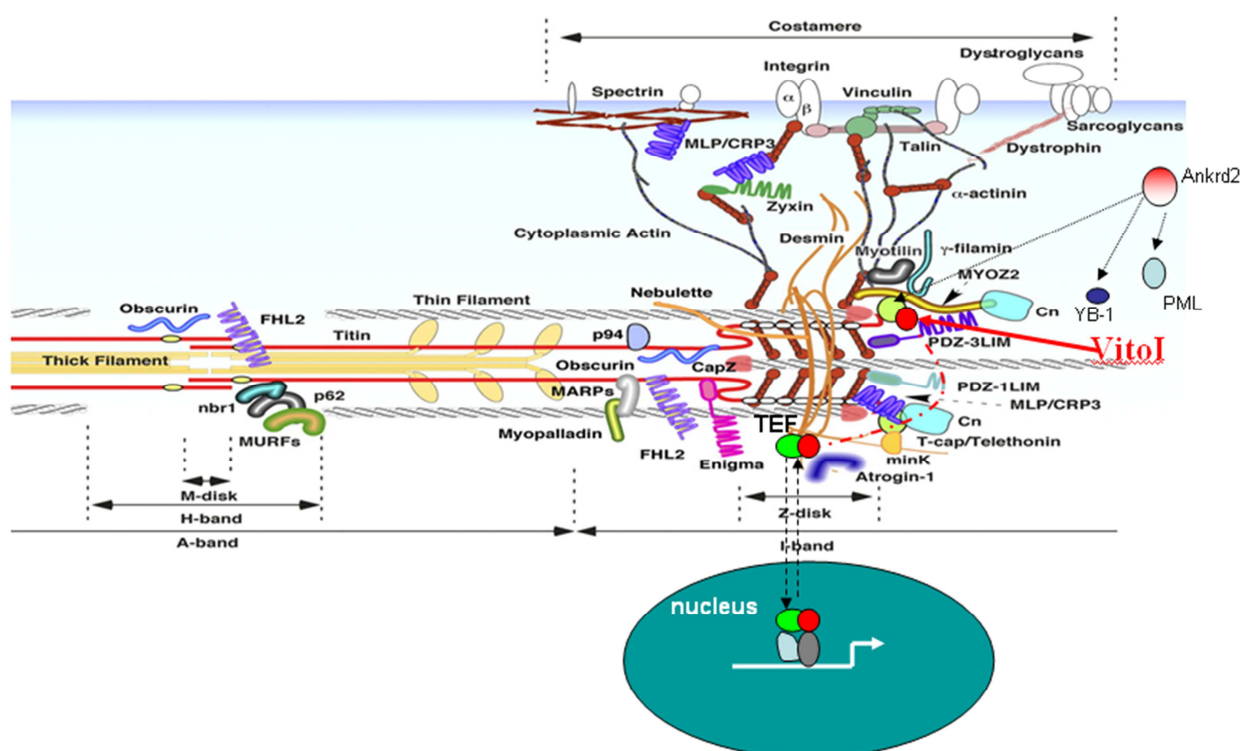 Costamere
Dystroglycans
Integrin
Spectrin
α
β
Vinculin
MLP/CRP3
Talin
Sarcoglycans
Dystrophin
Ankrd2
Zyxin
α-actinin
Cytoplasmic Actin
Desmin
Myotilin
γ-filamin
MYOZ2
Nebulette
Thin Filament
Obscurin
FHL2
Titin
p94
Cn
YB-1
PML
PDZ-3LIM
VitoI
Thick Filament
Obscurin
CapZ
MARPs
PDZ-1LIM
MLP/CRP3
nbr1
p62
Cn
MURFs
Myopalladin
TEF
T-cap/Telethonin
FHL2
Enigma
minK
Atrogin-1
M-disk
Z-disk
H-band
A-band
I-band
nucleus